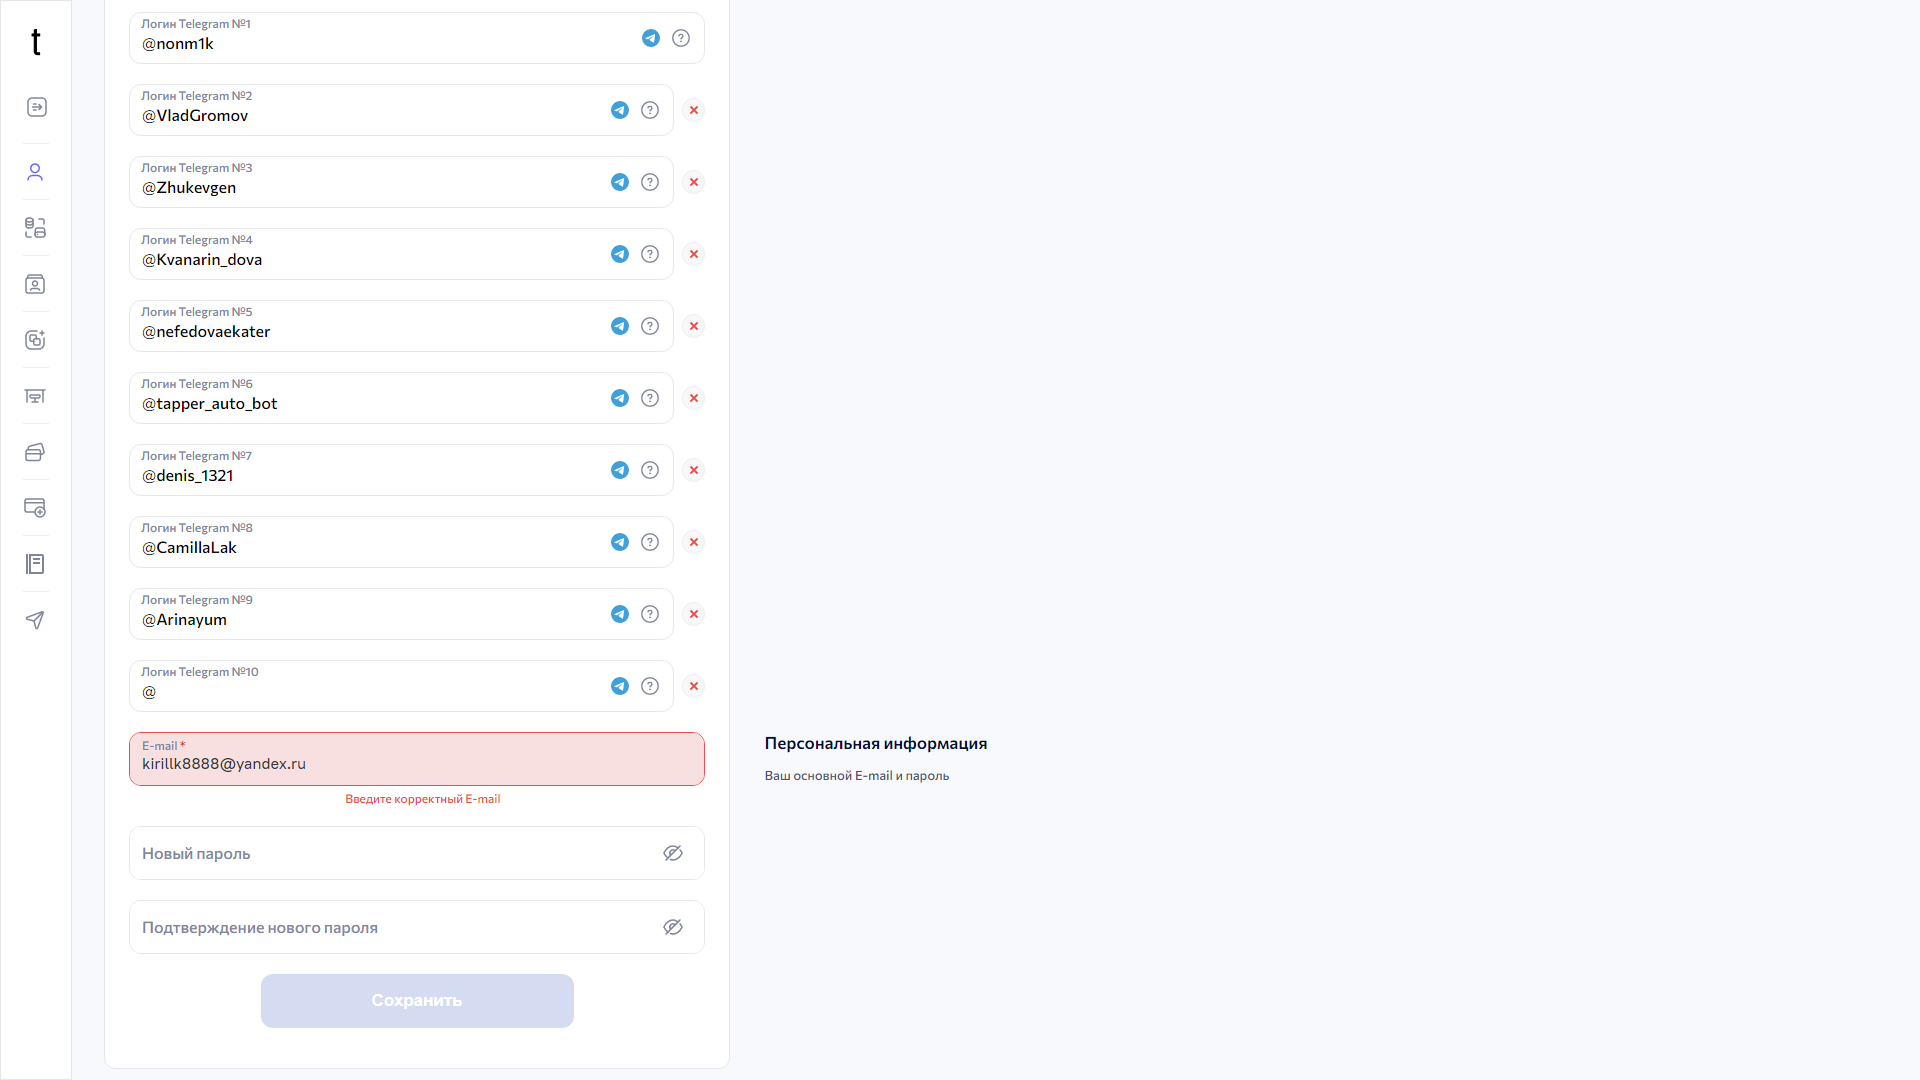 t
Логин Telegram №1
@nonm1k
Логин Telegram №2
@VladGromov
Логин Telegram №3
@Zhukevgen
Логин Telegram №4
@Kvanarin_dova
Логин Telegram №5
@nefedovaekater
Логин Telegram №6
@tapper_auto_bot
Логин Telegram №7
@denis_1321
Логин Telegram №8
@CamillaLak
Логин Telegram №9
@Arinayum
Логин Telegram №10
@
E-mail *
kirillk8888@yandex.ru
Введите корректный E-mail
Новый пароль
Подтверждение нового пароля
Сохранить
Персональная информация
Ваш основной E-mail и пароль